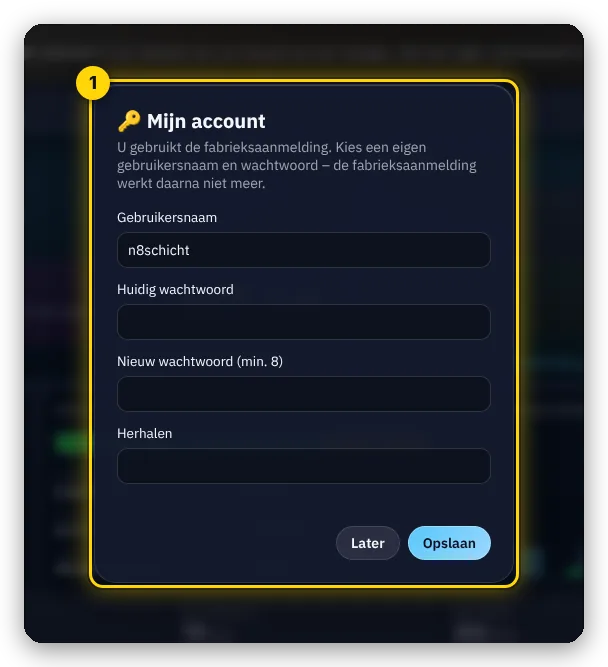 1
🔑 Mijn account
U gebruikt de fabrieksaanmelding. Kies een eigen
gebruikersnaam en wachtwoord – de fabrieksaanmelding
werkt daarna niet meer.
Gebruikersnaam
n8schicht
Huidig wachtwoord
Nieuw wachtwoord (min. 8)
Herhalen
Later
Opslaan